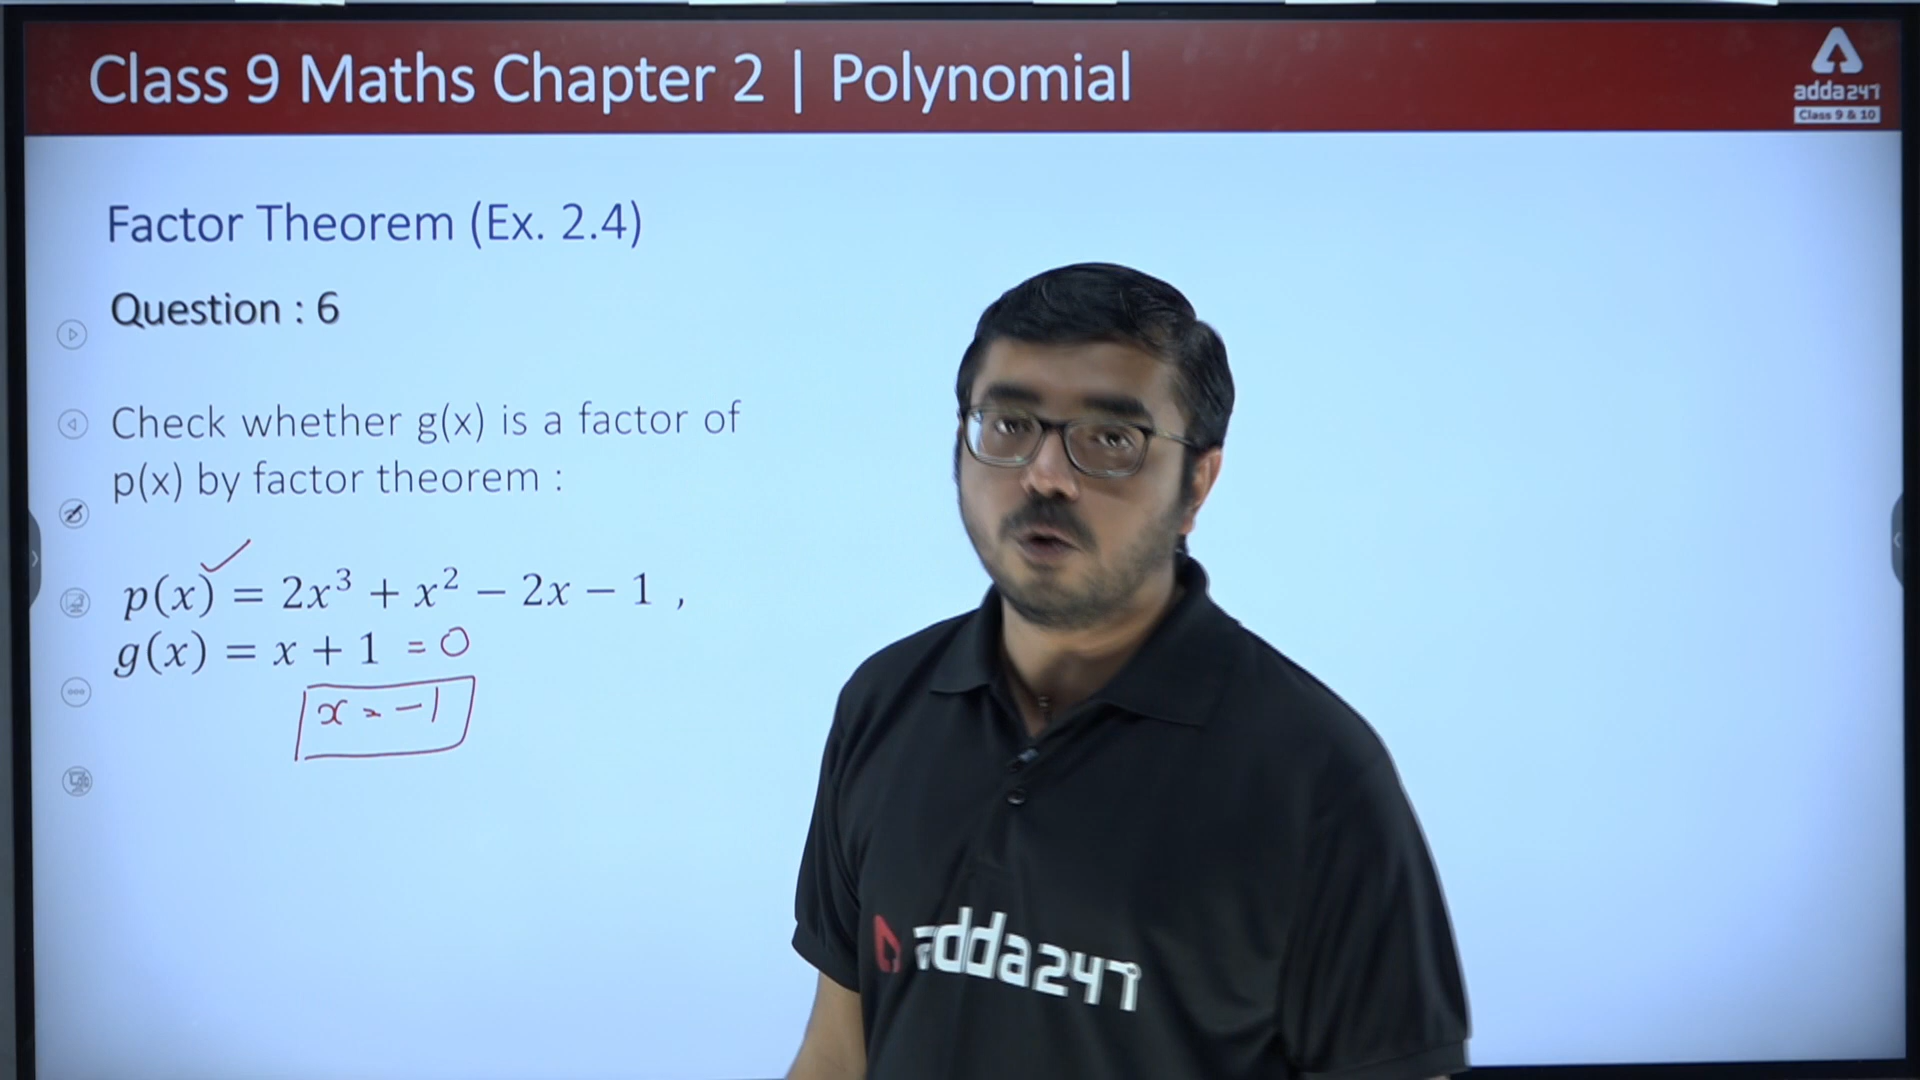 Class 9 Maths Chapter 2 | Polynomial
adda247
Class 9 & 10
Factor Theorem (Ex. 2.4)
Question : 6
Check whether g(x) is a factor of
p(x) by factor theorem :
p(x) = 2x³ + x² − 2x − 1 ,
g(x) = x + 1 = 0
x = −1
adda247